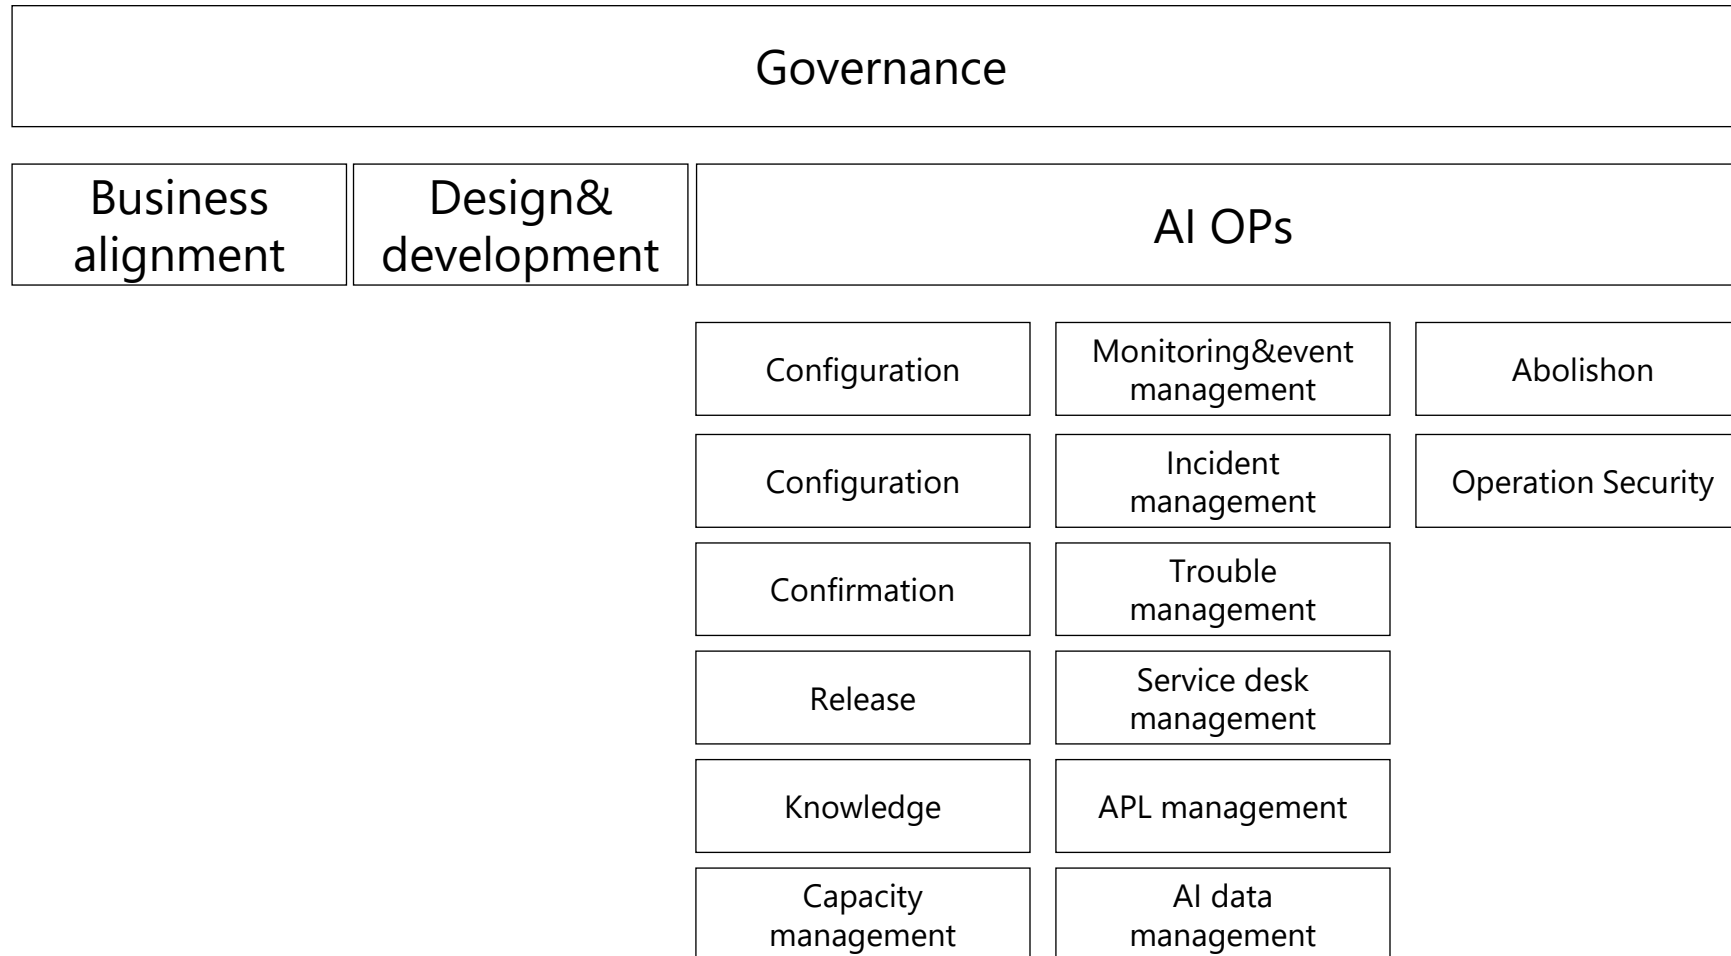 Governance
Business
alignment
Design&
development
AI OPs
Configuration
Monitoring&event
management
Abolishon
Configuration
Incident
management
Operation Security
Confirmation
Trouble
management
Release
Service desk
management
Knowledge
APL management
Capacity
management
AI data
management